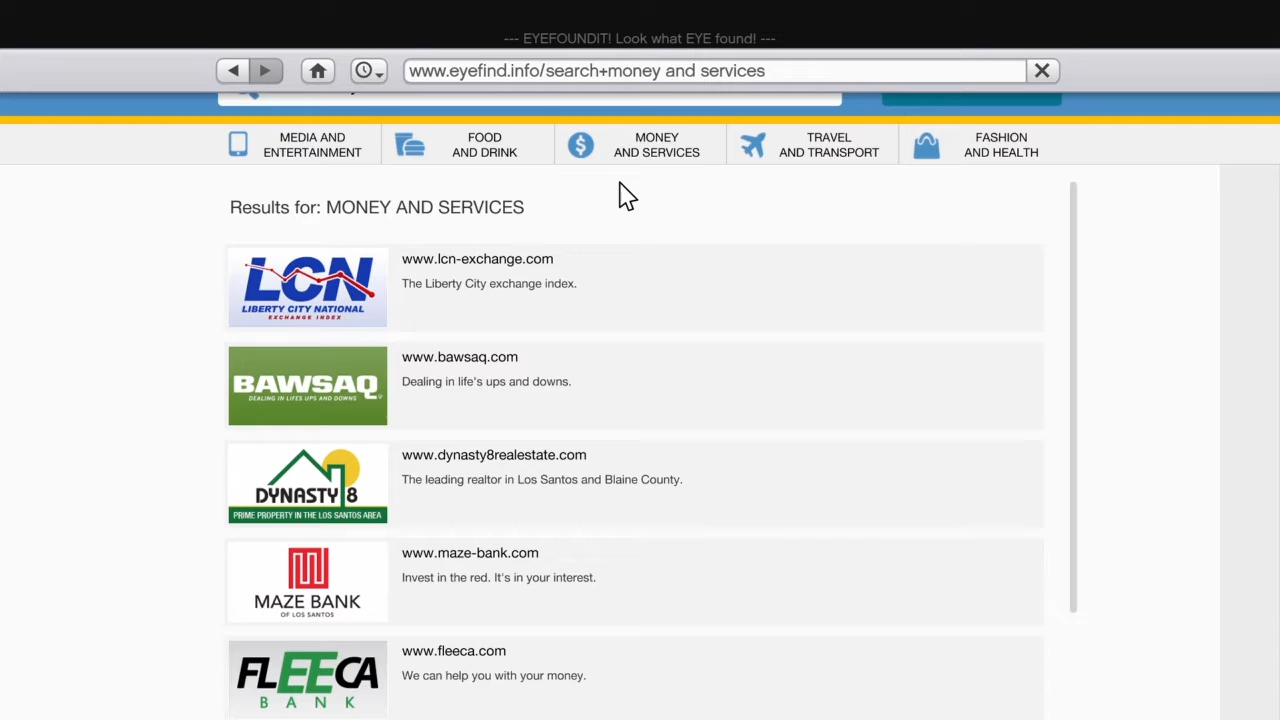 --- EYEFOUNDIT! Look what EYE found! ---
www.eyefind.info/search+money and services
MEDIA AND
ENTERTAINMENT
FOOD
AND DRINK
MONEY
AND SERVICES
TRAVEL
AND TRANSPORT
FASHION
AND HEALTH
Results for: MONEY AND SERVICES
LCN
LIBERTY CITY NATIONAL
EXCHANGE INDEX
www.lcn-exchange.com
The Liberty City exchange index.
BAWSAQ
DEALING IN LIFES UPS AND DOWNS
www.bawsaq.com
Dealing in life's ups and downs.
DYNASTY 8
PRIME PROPERTY IN THE LOS SANTOS AREA
www.dynasty8realestate.com
The leading realtor in Los Santos and Blaine County.
MAZE BANK
OF LOS SANTOS
www.maze-bank.com
Invest in the red. It's in your interest.
FLEECA
BANK
www.fleeca.com
We can help you with your money.